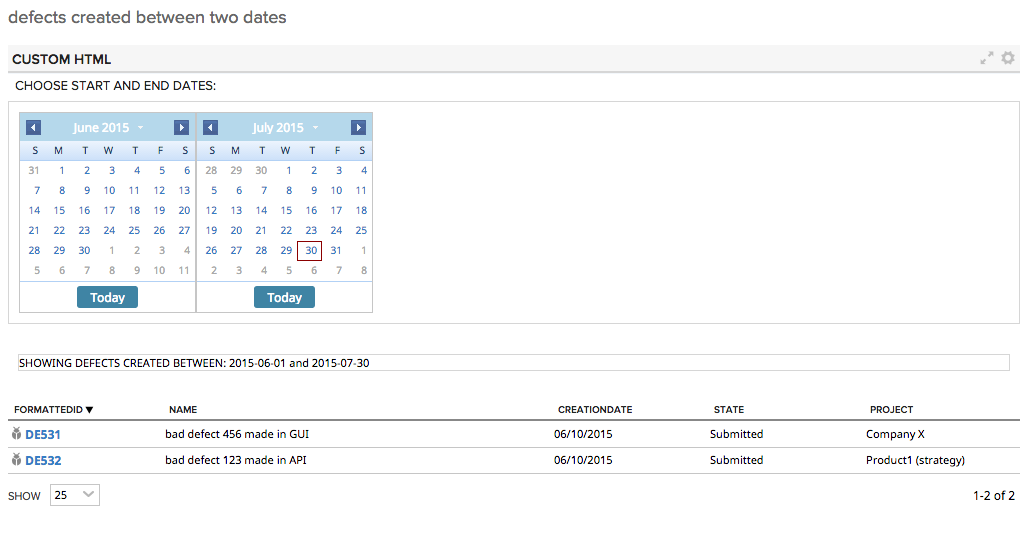 defects created between two dates
CUSTOM HTML
CHOOSE START AND END DATES:
June 2015 July 2015
S M T W T F S S M T W T F S
31 1 2 3 4 5 6 28 29 30 1 2 3 4
7 8 9 10 11 12 13 5 6 7 8 9 10 11
14 15 16 17 18 19 20 12 13 14 15 16 17 18
21 22 23 24 25 26 27 19 20 21 22 23 24 25
28 29 30 1 2 3 4 26 27 28 29 30 31 1
5 6 7 8 9 10 11 2 3 4 5 6 7 8
Today Today
SHOWING DEFECTS CREATED BETWEEN: 2015-06-01 and 2015-07-30
FORMATTEDID NAME CREATIONDATE STATE PROJECT
DE531 bad defect 456 made in GUI 06/10/2015 Submitted Company X
DE532 bad defect 123 made in API 06/10/2015 Submitted Product1 (strategy)
SHOW 25 1-2 of 2